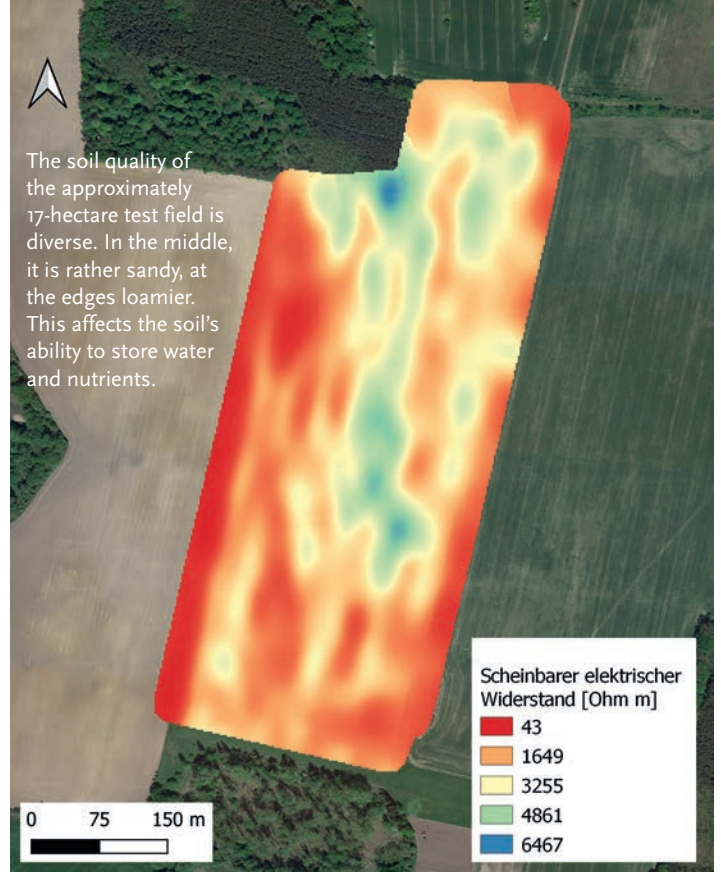 The soil quality of
the approximately
17-hectare test field is
diverse. In the middle,
it is rather sandy, at
the edges loamier.
This affects the soil's
ability to store water
and nutrients.
Scheinbarer elektrischer
Widerstand [Ohm m]
43
1649
3255
4861
6467
0 75 150 m